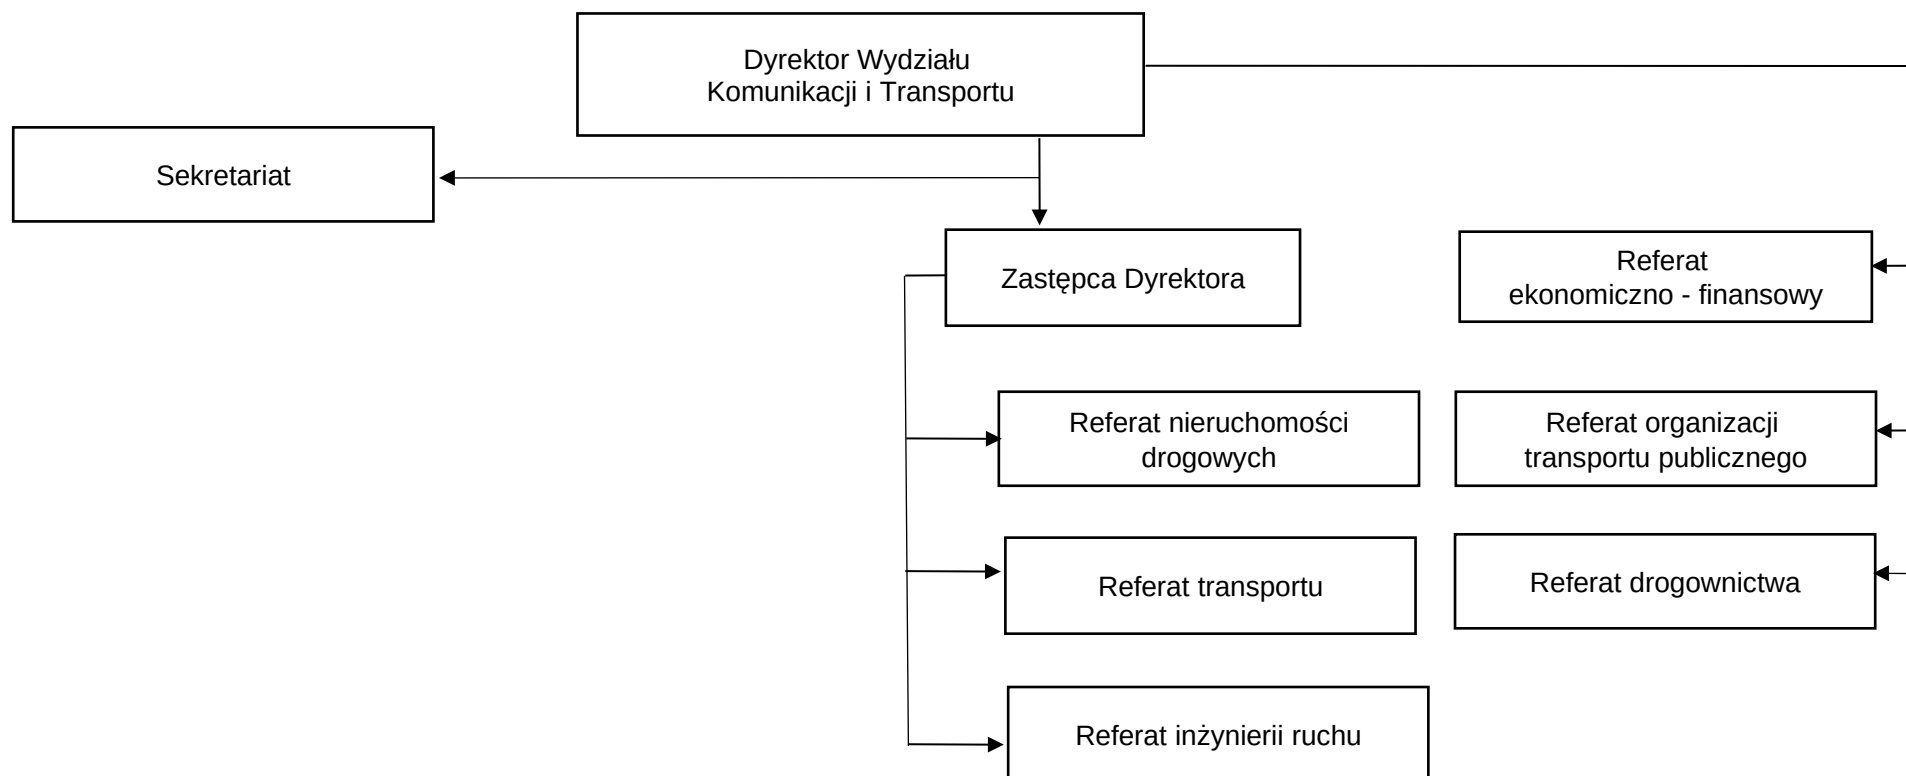 Dyrektor Wydziału
Komunikacji i Transportu
Sekretariat
Zastępca Dyrektora
Referat
ekonomiczno - finansowy
Referat nieruchomości
drogowych
Referat organizacji
transportu publicznego
Referat transportu
Referat drogownictwa
Referat inżynierii ruchu